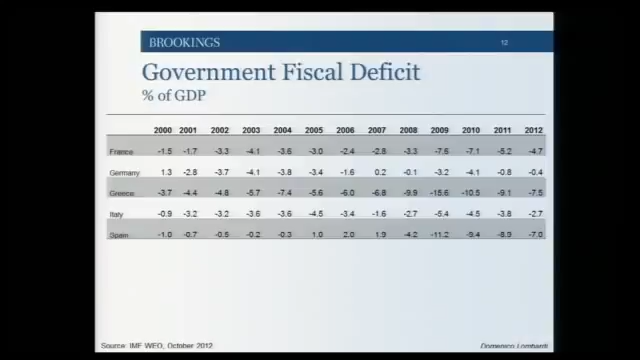 BROOKINGS 12
Government Fiscal Deficit
% of GDP
2000 2001 2002 2003 2004 2005 2006 2007 2008 2009 2010 2011 2012
France -1.5 -1.7 -3.3 -4.1 -3.6 -3.0 -2.4 -2.8 -3.3 -7.6 -7.1 -5.2 -4.7
Germany 1.3 -2.8 -3.7 -4.1 -3.8 -3.4 -1.6 0.2 -0.1 -3.2 -4.1 -0.8 -0.4
Greece -3.7 -4.4 -4.8 -5.7 -7.4 -5.6 -6.0 -6.8 -9.9 -15.6 -10.5 -9.1 -7.5
Italy -0.9 -3.2 -3.2 -3.6 -3.6 -4.5 -3.4 -1.6 -2.7 -5.4 -4.5 -3.8 -2.7
Spain -1.0 -0.7 -0.5 -0.2 -0.3 1.0 2.0 1.9 -4.2 -11.2 -9.4 -8.9 -7.0
Source: IMF WEO, October 2012 Domenico Lombardi